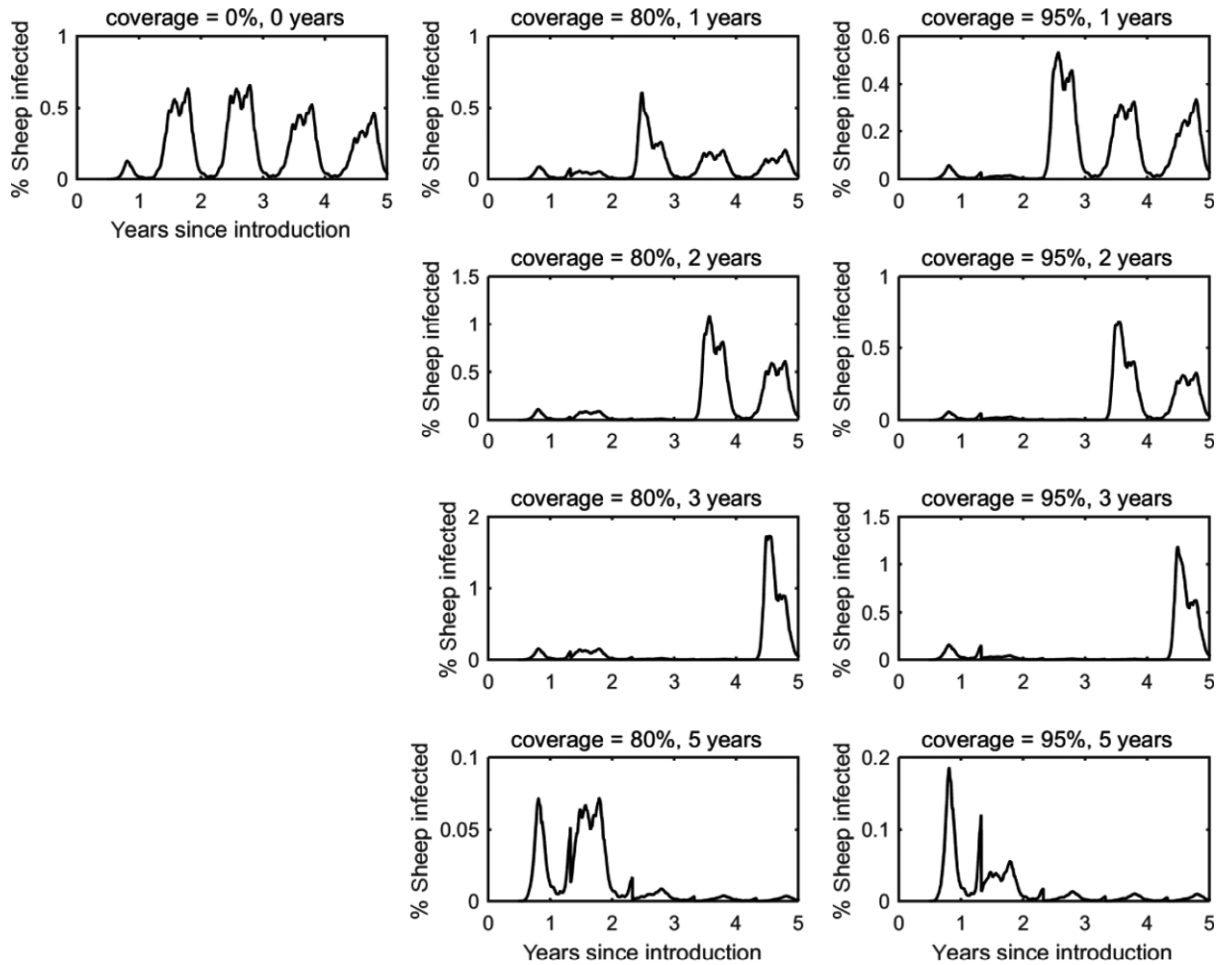 coverage = 0%, 0 years
% Sheep infected
1
0.5
0
0 1 2 3 4 5
Years since introduction
coverage = 80%, 1 years
% Sheep infected
1
0.5
0
0 1 2 3 4 5
coverage = 95%, 1 years
% Sheep infected
0.6
0.4
0.2
0
0 1 2 3 4 5
coverage = 80%, 2 years
% Sheep infected
1.5
1
0.5
0
0 1 2 3 4 5
coverage = 95%, 2 years
% Sheep infected
1
0.5
0
0 1 2 3 4 5
coverage = 80%, 3 years
% Sheep infected
2
1
0
0 1 2 3 4 5
coverage = 95%, 3 years
% Sheep infected
1.5
1
0.5
0
0 1 2 3 4 5
coverage = 80%, 5 years
% Sheep infected
0.1
0.05
0
0 1 2 3 4 5
Years since introduction
coverage = 95%, 5 years
% Sheep infected
0.2
0.1
0
0 1 2 3 4 5
Years since introduction